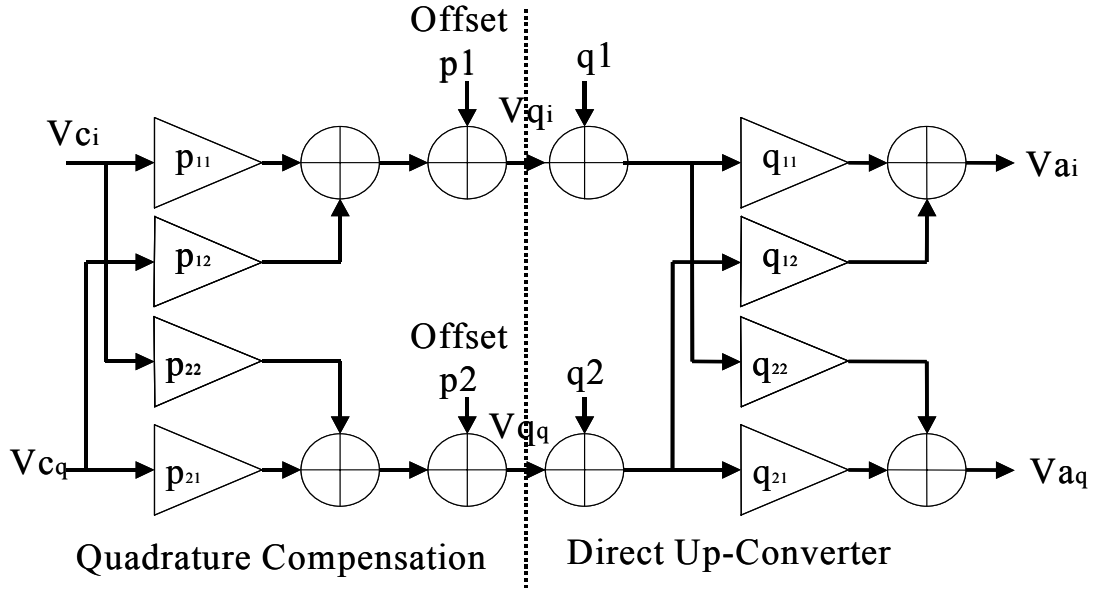 Offset
p1
q1
Vqi
Vci
p11
q11
Vai
p12
q12
Offset
p2
q2
p22
q22
Vqq
Vcq
p21
q21
Vaq
Quadrature Compensation
Direct Up-Converter